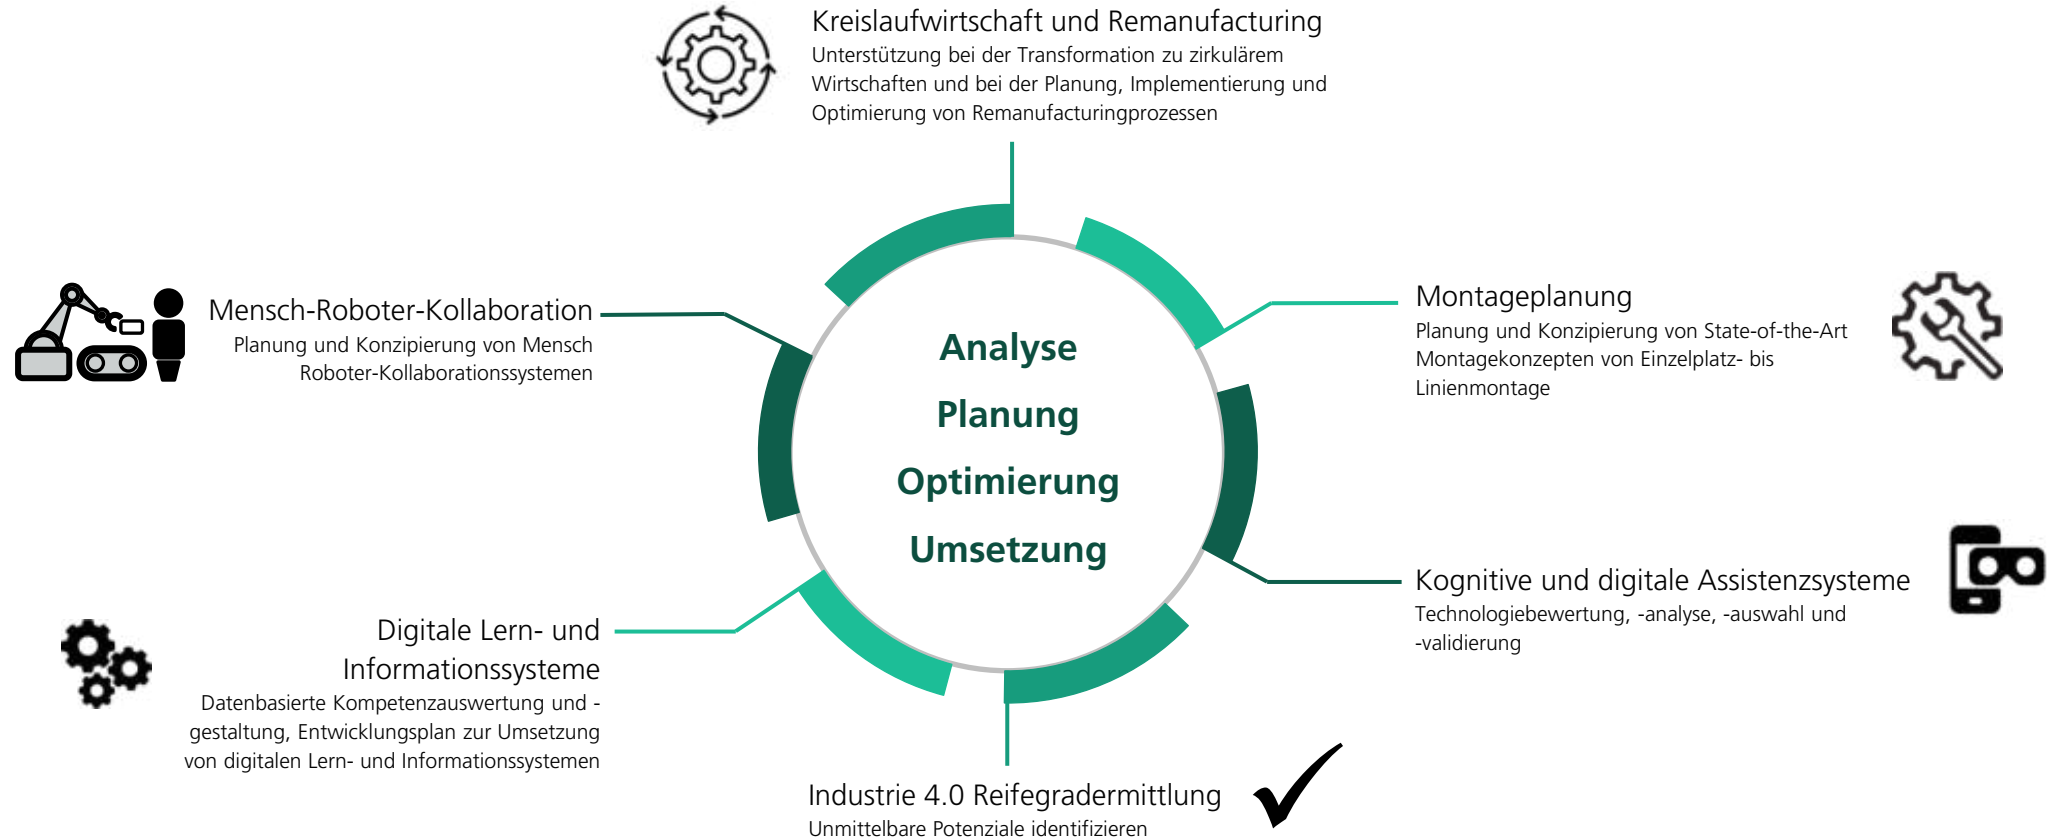 Kreislaufwirtschaft und Remanufacturing
Unterstützung bei der Transformation zu zirkulärem
Wirtschaften und bei der Planung, Implementierung und
Optimierung von Remanufacturingprozessen
Mensch-Roboter-Kollaboration
Planung und Konzipierung von Mensch
Roboter-Kollaborationssystemen
Analyse
Planung
Optimierung
Umsetzung
Montageplanung
Planung und Konzipierung von State-of-the-Art
Montagekonzepten von Einzelplatz- bis
Linienmontage
Kognitive und digitale Assistenzsysteme
Technologiebewertung, -analyse, -auswahl und
-validierung
Digitale Lern- und
Informationssysteme
Datenbasierte Kompetenzauswertung und -
gestaltung, Entwicklungsplan zur Umsetzung
von digitalen Lern- und Informationssystemen
Industrie 4.0 Reifegradermittlung
Unmittelbare Potenziale identifizieren